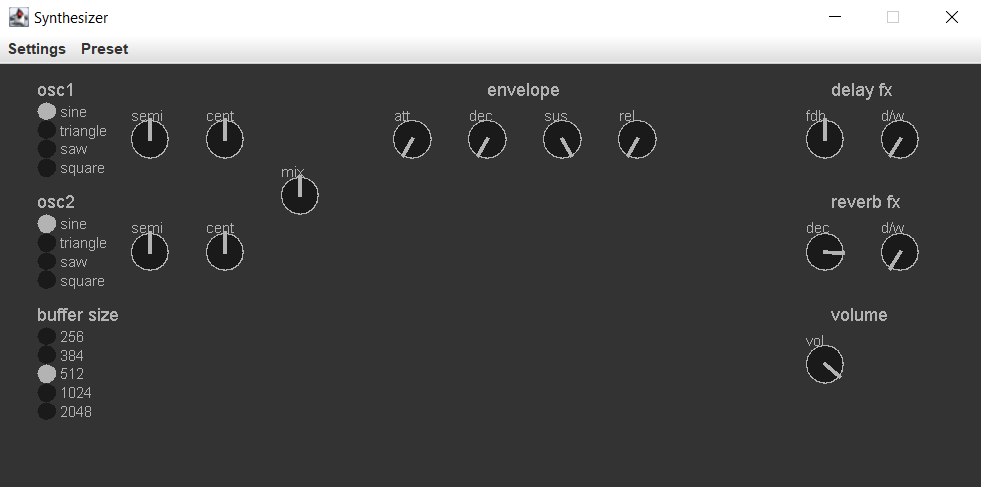 Synthesizer
Settings Preset
osc1
sine
triangle
saw
square
semi cent
mix
osc2
sine
triangle
saw
square
semi cent
buffer size
256
384
512
1024
2048
envelope
att dec sus rel
delay fx
fdb d/w
reverb fx
dec d/w
volume
vol